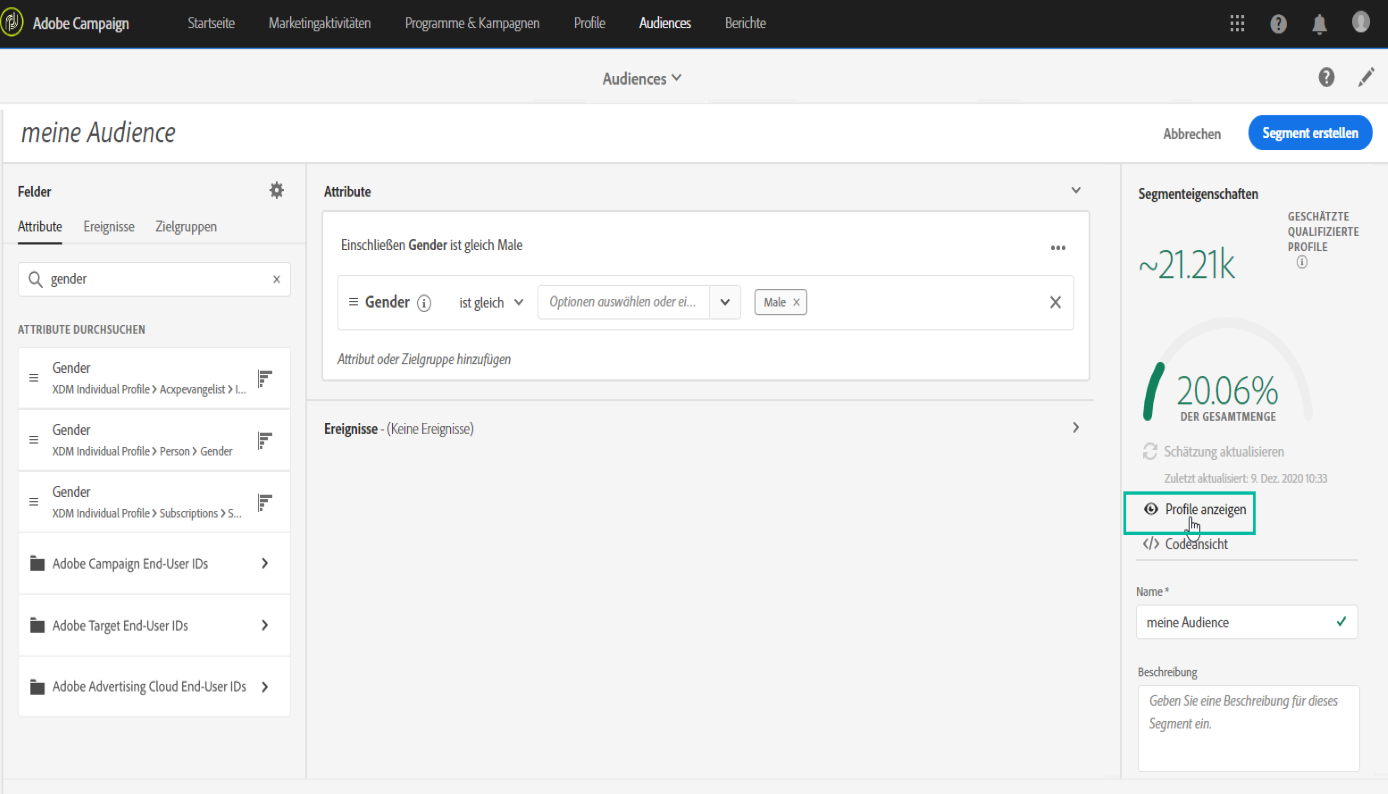 Adobe Campaign
Startseite
Marketingaktivitäten
Programme & Kampagnen
Profile
Audiences
Berichte
Audiences
meine Audience
Abbrechen
Segment erstellen
Felder
Attribute
Ereignisse
Zielgruppen
gender
ATTRIBUTE DURCHSUCHEN
Gender
XDM Individual Profile > Acxpevangelist > I...
Gender
XDM Individual Profile > Person > Gender
Gender
XDM Individual Profile > Subscriptions > S...
Adobe Campaign End-User IDs
Adobe Target End-User IDs
Adobe Advertising Cloud End-User IDs
Attribute
Einschließen Gender ist gleich Male
Gender
ist gleich
Optionen auswählen oder ei...
Male
Attribut oder Zielgruppe hinzufügen
Ereignisse - (Keine Ereignisse)
Segmenteigenschaften
~21.21k
GESCHÄTZTE
QUALIFIZIERTE
PROFILE
20.06%
DER GESAMTMENGE
Schätzung aktualisieren
Zuletzt aktualisiert: 9. Dez. 2020 10:33
Profile anzeigen
Codeansicht
Name *
meine Audience
Beschreibung
Geben Sie eine Beschreibung für dieses
Segment ein.